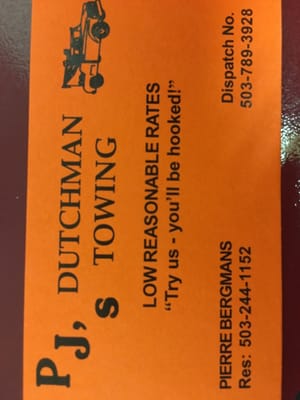 PJ's DUTCHMAN
TOWING
LOW REASONABLE RATES
"Try us - you'll be hooked!"
PIERRE BERGMANS
Res: 503-244-1152
Dispatch No.
503-789-3928